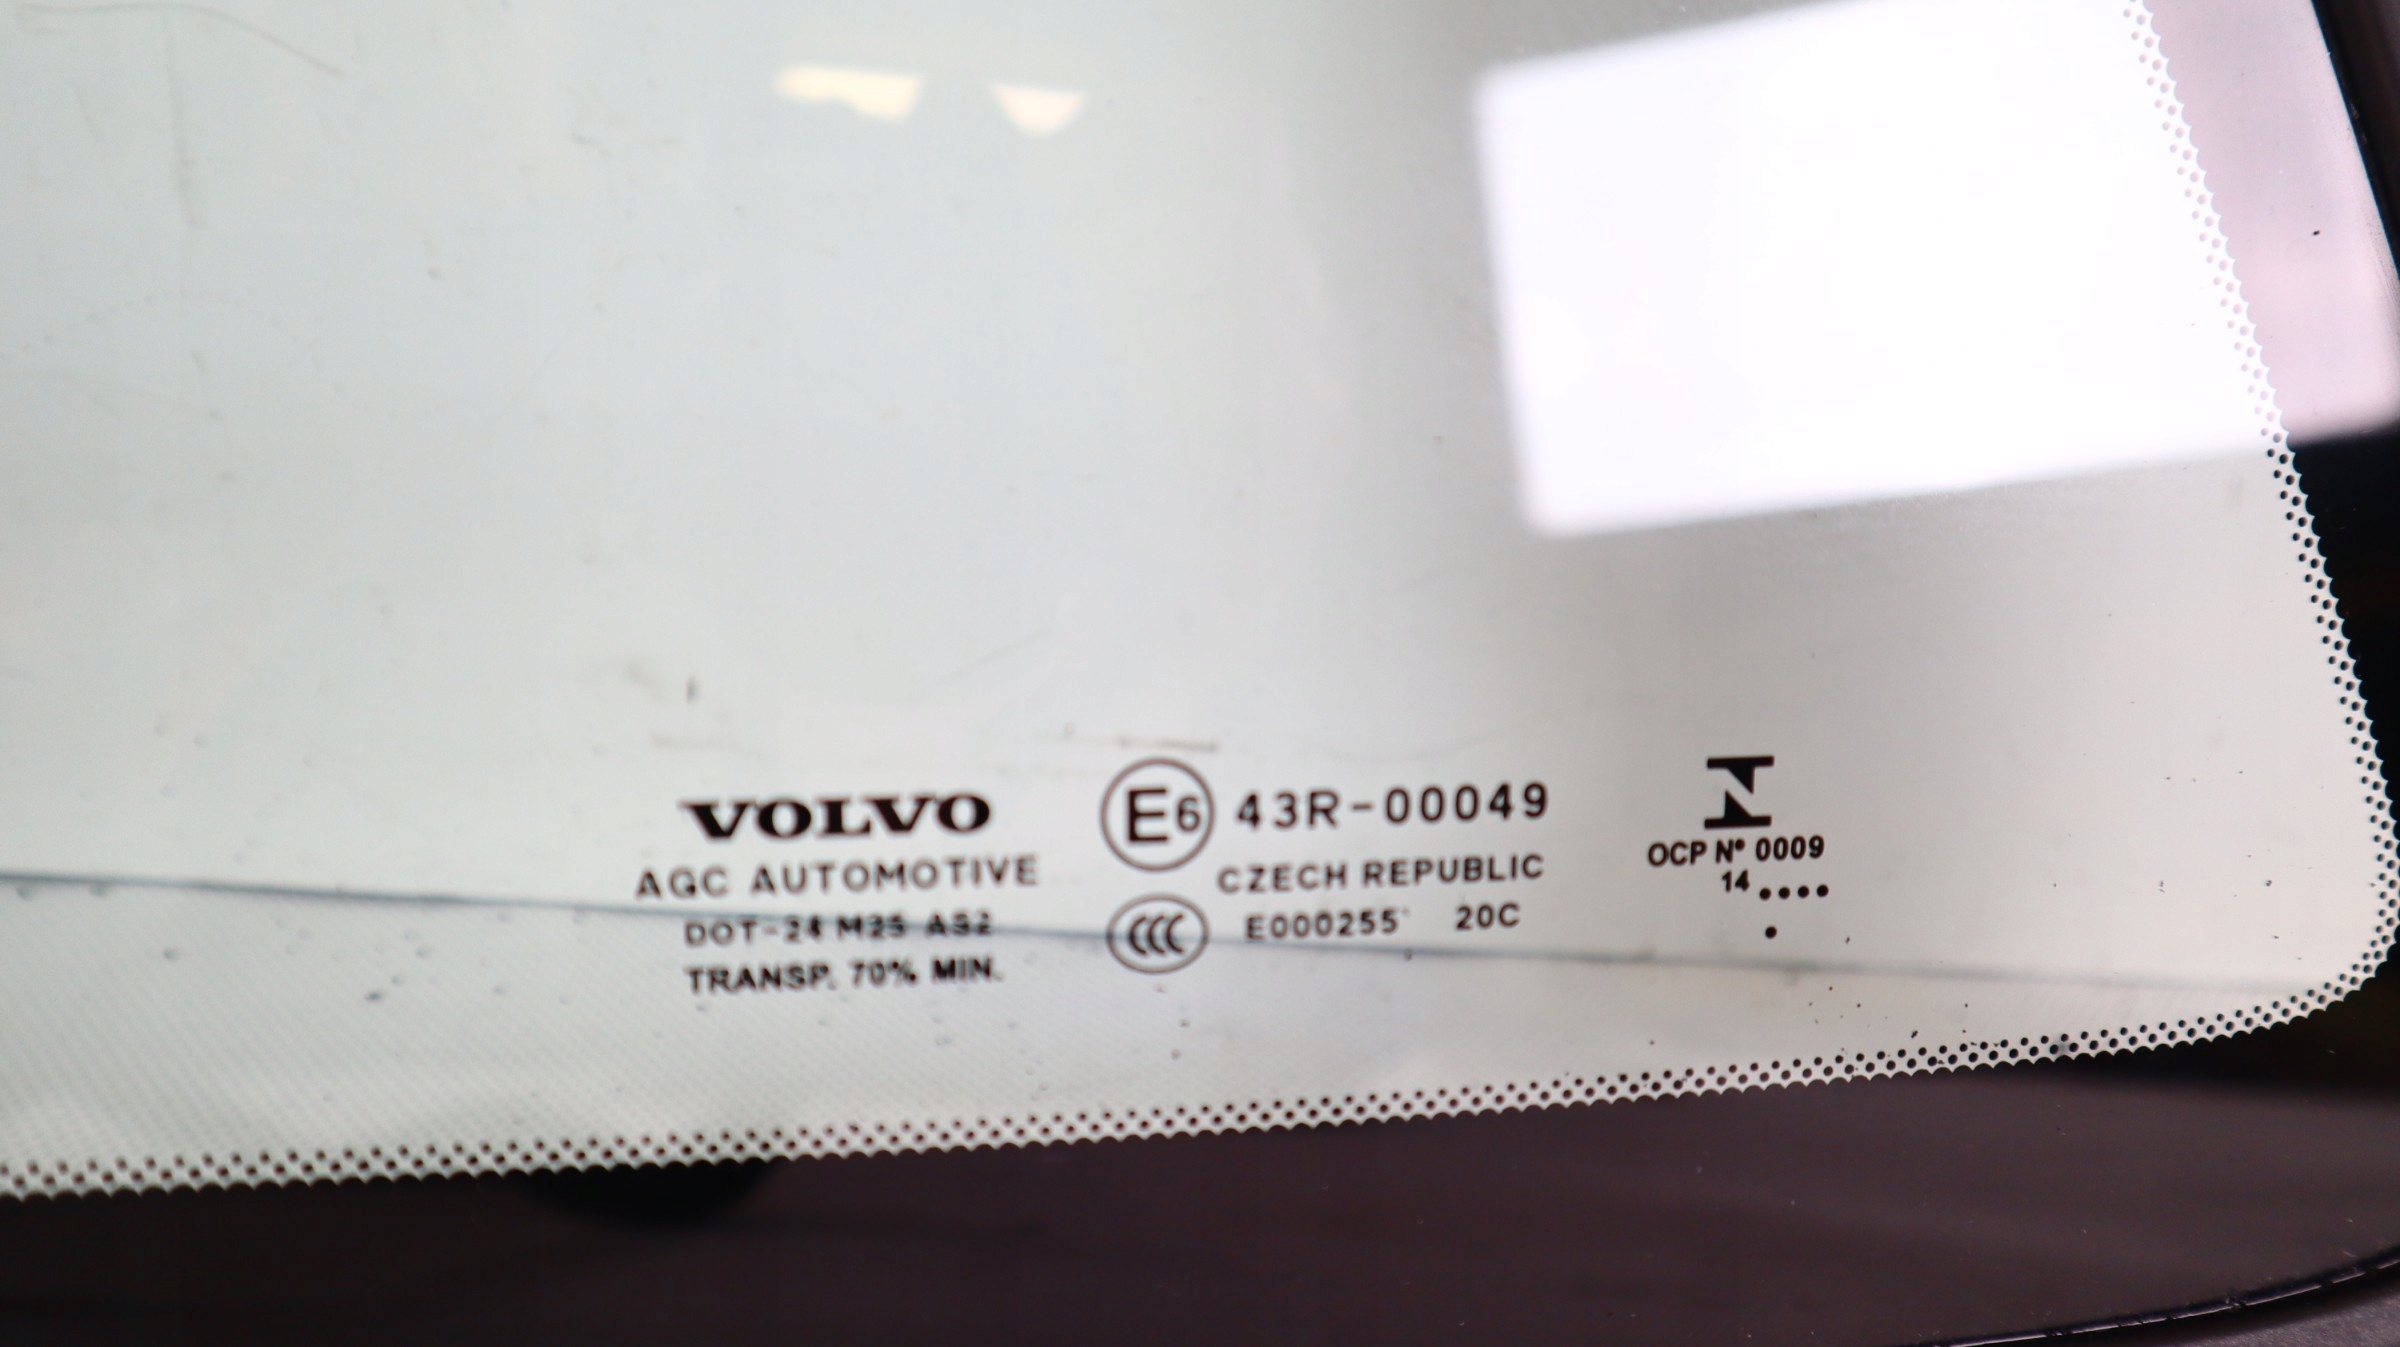 VOLVO
AGC AUTOMOTIVE
DOT-24 M25 AS2
TRANSP. 70% MIN.
E6 43R-00049
CZECH REPUBLIC
CCC E000255 20C
OCP Nº 0009
14 ....
.